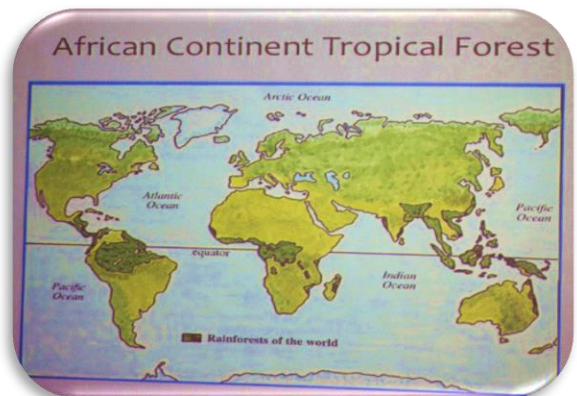 African Continent Tropical Forest
Arctic Ocean
Atlantic
Ocean
Pacific
Ocean
equator
Indian
Ocean
Pacific
Ocean
Rainforests of the world